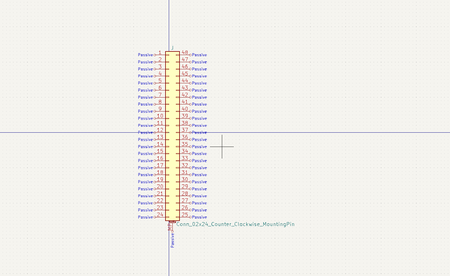 J
Passive 1 48 Passive
Passive 2 47 Passive
Passive 3 46 Passive
Passive 4 45 Passive
Passive 5 44 Passive
Passive 6 43 Passive
Passive 7 42 Passive
Passive 8 41 Passive
Passive 9 40 Passive
Passive 10 39 Passive
Passive 11 38 Passive
Passive 12 37 Passive
Passive 13 36 Passive
Passive 14 35 Passive
Passive 15 34 Passive
Passive 16 33 Passive
Passive 17 32 Passive
Passive 18 31 Passive
Passive 19 30 Passive
Passive 20 29 Passive
Passive 21 28 Passive
Passive 22 27 Passive
Passive 23 26 Passive
Passive 24 25 Passive
Conn_02x24_Counter_Clockwise_MountingPin
Passive